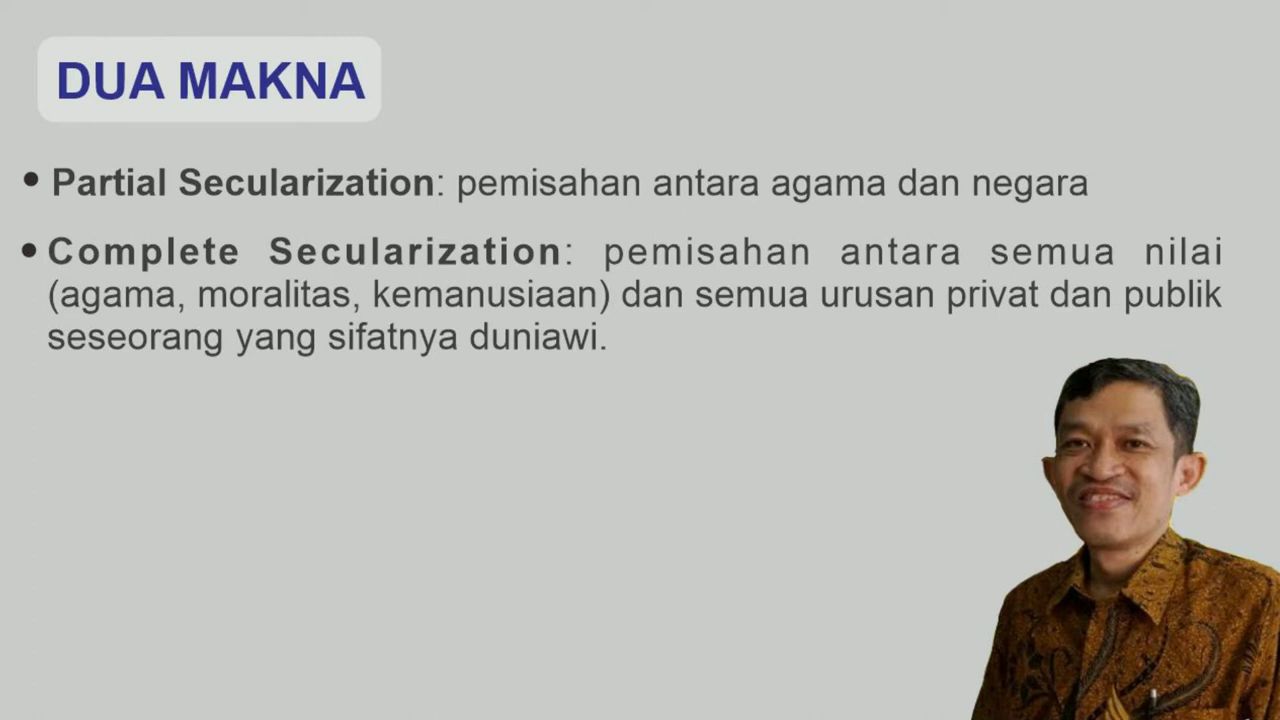 DUA MAKNA
• Partial Secularization: pemisahan antara agama dan negara
• Complete Secularization: pemisahan antara semua nilai
(agama, moralitas, kemanusiaan) dan semua urusan privat dan publik
seseorang yang sifatnya duniawi.